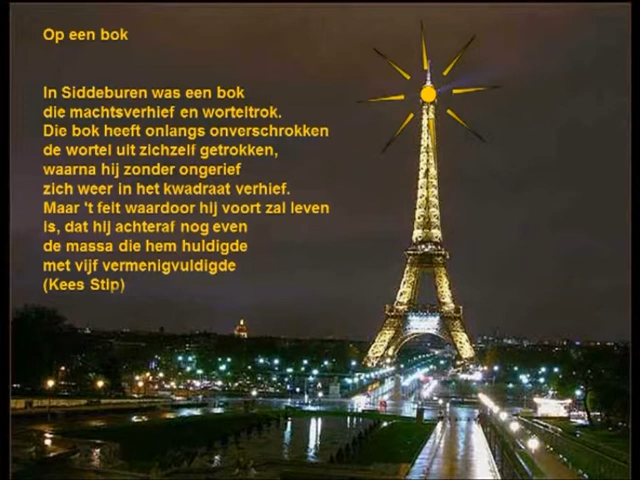 Op een bok
In Siddeburen was een bok
die machtsverhief en worteltrok.
Die bok heeft onlangs onverschrokken
de wortel uit zichzelf getrokken,
waarna hij zonder ongerief
zich weer in het kwadraat verhief.
Maar 't feit waardoor hij voort zal leven
is, dat hij achteraf nog even
de massa die hem huldigde
met vijf vermenigvuldigde
(Kees Stip)